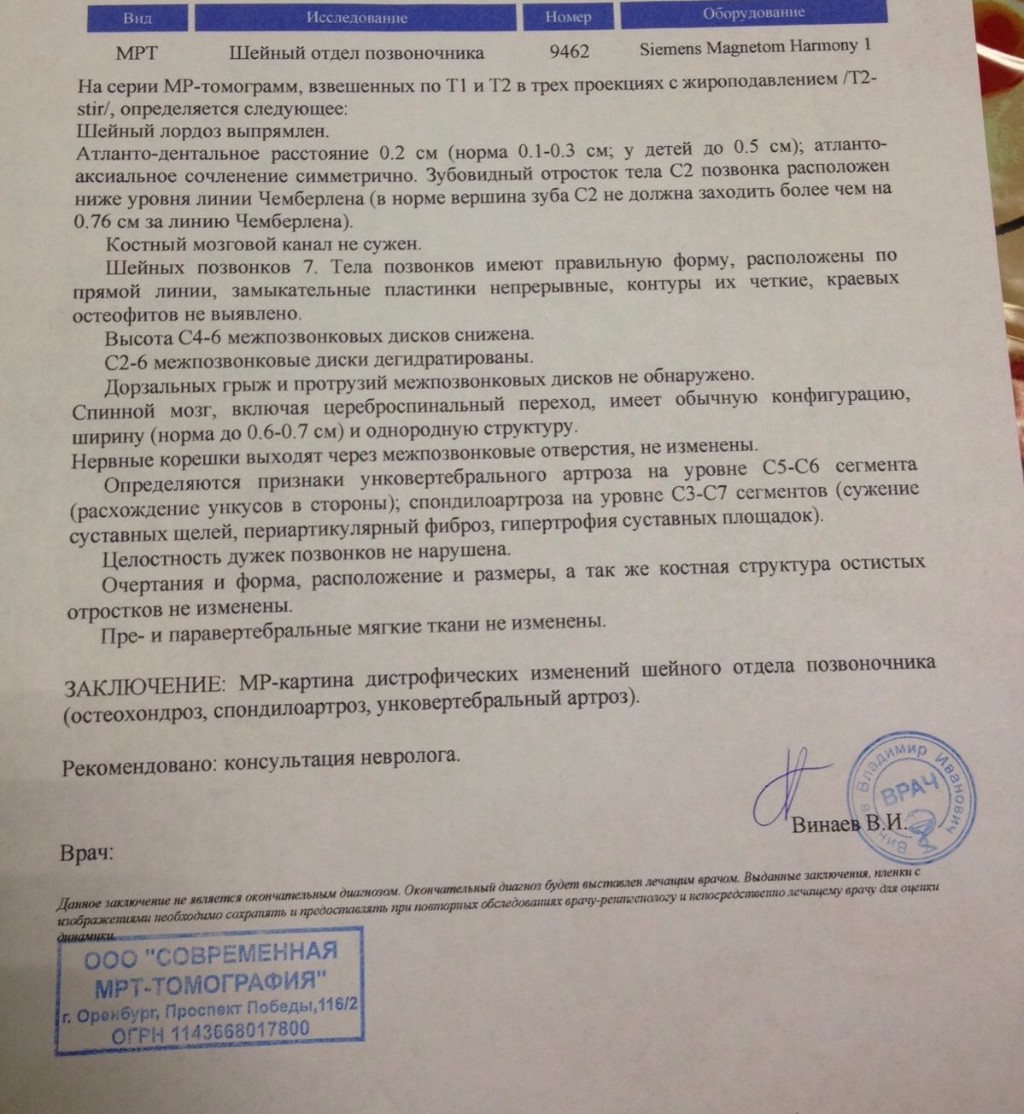 Вид Исследование Номер Оборудование
МРТ Шейный отдел позвоночника 9462 Siemens Magnetom Harmony 1
На серии МР-томограмм, взвешенных по Т1 и Т2 в трех проекциях с жироподавлением /Т2-
stir/, определяется следующее:
Шейный лордоз выпрямлен.
Атланто-дентальное расстояние 0.2 см (норма 0.1-0.3 см; у детей до 0.5 см); атланто-
аксиальное сочленение симметрично. Зубовидный отросток тела С2 позвонка расположен
ниже уровня линии Чемберлена (в норме вершина зуба С2 не должна заходить более чем на
0.76 см за линию Чемберлена).
Костный мозговой канал не сужен.
Шейных позвонков 7. Тела позвонков имеют правильную форму, расположены по
прямой линии, замыкательные пластинки непрерывные, контуры их четкие, краевых
остеофитов не выявлено.
Высота С4-6 межпозвонковых дисков снижена.
С2-6 межпозвонковые диски дегидратированы.
Дорзальных грыж и протрузий межпозвонковых дисков не обнаружено.
Спинной мозг, включая цереброспинальный переход, имеет обычную конфигурацию,
ширину (норма до 0.6-0.7 см) и однородную структуру.
Нервные корешки выходят через межпозвонковые отверстия, не изменены.
Определяются признаки унковертебрального артроза на уровне С5-С6 сегмента
(расхождение ункусов в стороны); спондилоартроза на уровне С3-С7 сегментов (сужение
суставных щелей, периартикулярный фиброз, гипертрофия суставных площадок).
Целостность дужек позвонков не нарушена.
Очертания и форма, расположение и размеры, а так же костная структура остистых
отростков не изменены.
Пре- и паравертебральные мягкие ткани не изменены.
ЗАКЛЮЧЕНИЕ: МР-картина дистрофических изменений шейного отдела позвоночника
(остеохондроз, спондилоартроз, унковертебральный артроз).
Рекомендовано: консультация невролога.
Владимир Иванович
ВРАЧ
Винаев В.И.
Врач:
Данное заключение не является окончательным диагнозом. Окончательный диагноз будет выставлен лечащим врачом. Выданные заключения, пленки с
изображениями необходимо сохранять и предоставлять при повторных обследованиях врачу-рентгенологу и непосредственно лечащему врачу для оценки
динамики.
ООО "СОВРЕМЕННАЯ
МРТ-ТОМОГРАФИЯ"
г. Оренбург, Проспект Победы,116/2
ОГРН 1143668017800